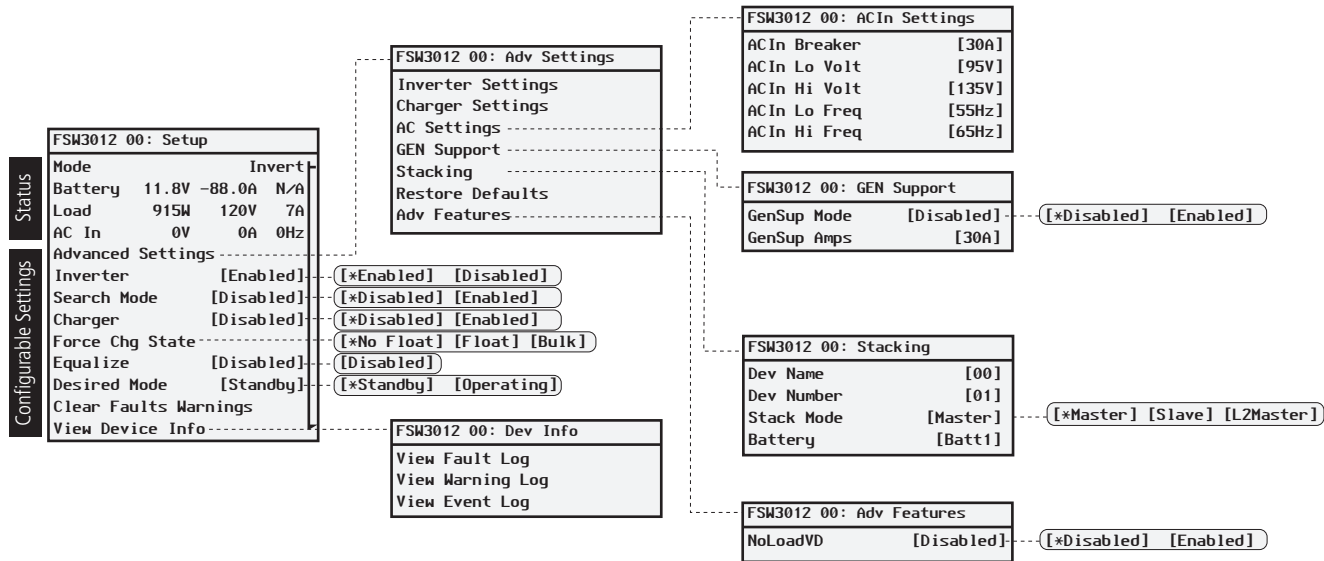 Status
Configurable Settings
FSW3012 00: Setup
Mode Invert
Battery 11.8V -88.0A N/A
Load 915W 120V 7A
AC In 0V 0A 0Hz
Advanced Settings
Inverter [Enabled] [*Enabled] [Disabled]
Search Mode [Disabled] [*Disabled] [Enabled]
Charger [Disabled] [*Disabled] [Enabled]
Force Chg State [*No Float] [Float] [Bulk]
Equalize [Disabled] [Disabled]
Desired Mode [Standby] [*Standby] [Operating]
Clear Faults Warnings
View Device Info
FSW3012 00: Adv Settings
Inverter Settings
Charger Settings
AC Settings
GEN Support
Stacking
Restore Defaults
Adv Features
FSW3012 00: Dev Info
View Fault Log
View Warning Log
View Event Log
FSW3012 00: ACIn Settings
ACIn Breaker [30A]
ACIn Lo Volt [95V]
ACIn Hi Volt [135V]
ACIn Lo Freq [55Hz]
ACIn Hi Freq [65Hz]
FSW3012 00: GEN Support
GenSup Mode [Disabled] [*Disabled] [Enabled]
GenSup Amps [30A]
FSW3012 00: Stacking
Dev Name [00]
Dev Number [01]
Stack Mode [Master] [*Master] [Slave] [L2Master]
Battery [Batt1]
FSW3012 00: Adv Features
NoLoadVD [Disabled] [*Disabled] [Enabled]